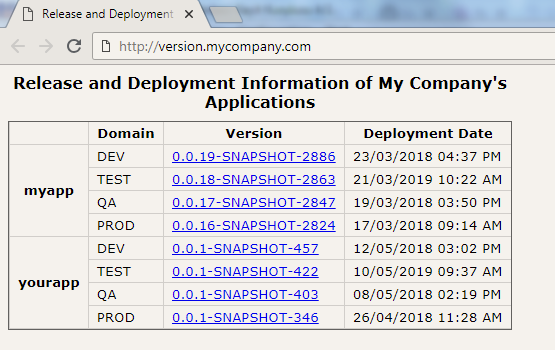 Release and Deployment
http://version.mycompany.com
Release and Deployment Information of My Company's
Applications
Domain Version Deployment Date
myapp
DEV 0.0.19-SNAPSHOT-2886 23/03/2018 04:37 PM
TEST 0.0.18-SNAPSHOT-2863 21/03/2019 10:22 AM
QA 0.0.17-SNAPSHOT-2847 19/03/2018 03:50 PM
PROD 0.0.16-SNAPSHOT-2824 17/03/2018 09:14 AM
yourapp
DEV 0.0.1-SNAPSHOT-457 12/05/2018 03:02 PM
TEST 0.0.1-SNAPSHOT-422 10/05/2019 09:37 AM
QA 0.0.1-SNAPSHOT-403 08/05/2018 02:19 PM
PROD 0.0.1-SNAPSHOT-346 26/04/2018 11:28 AM